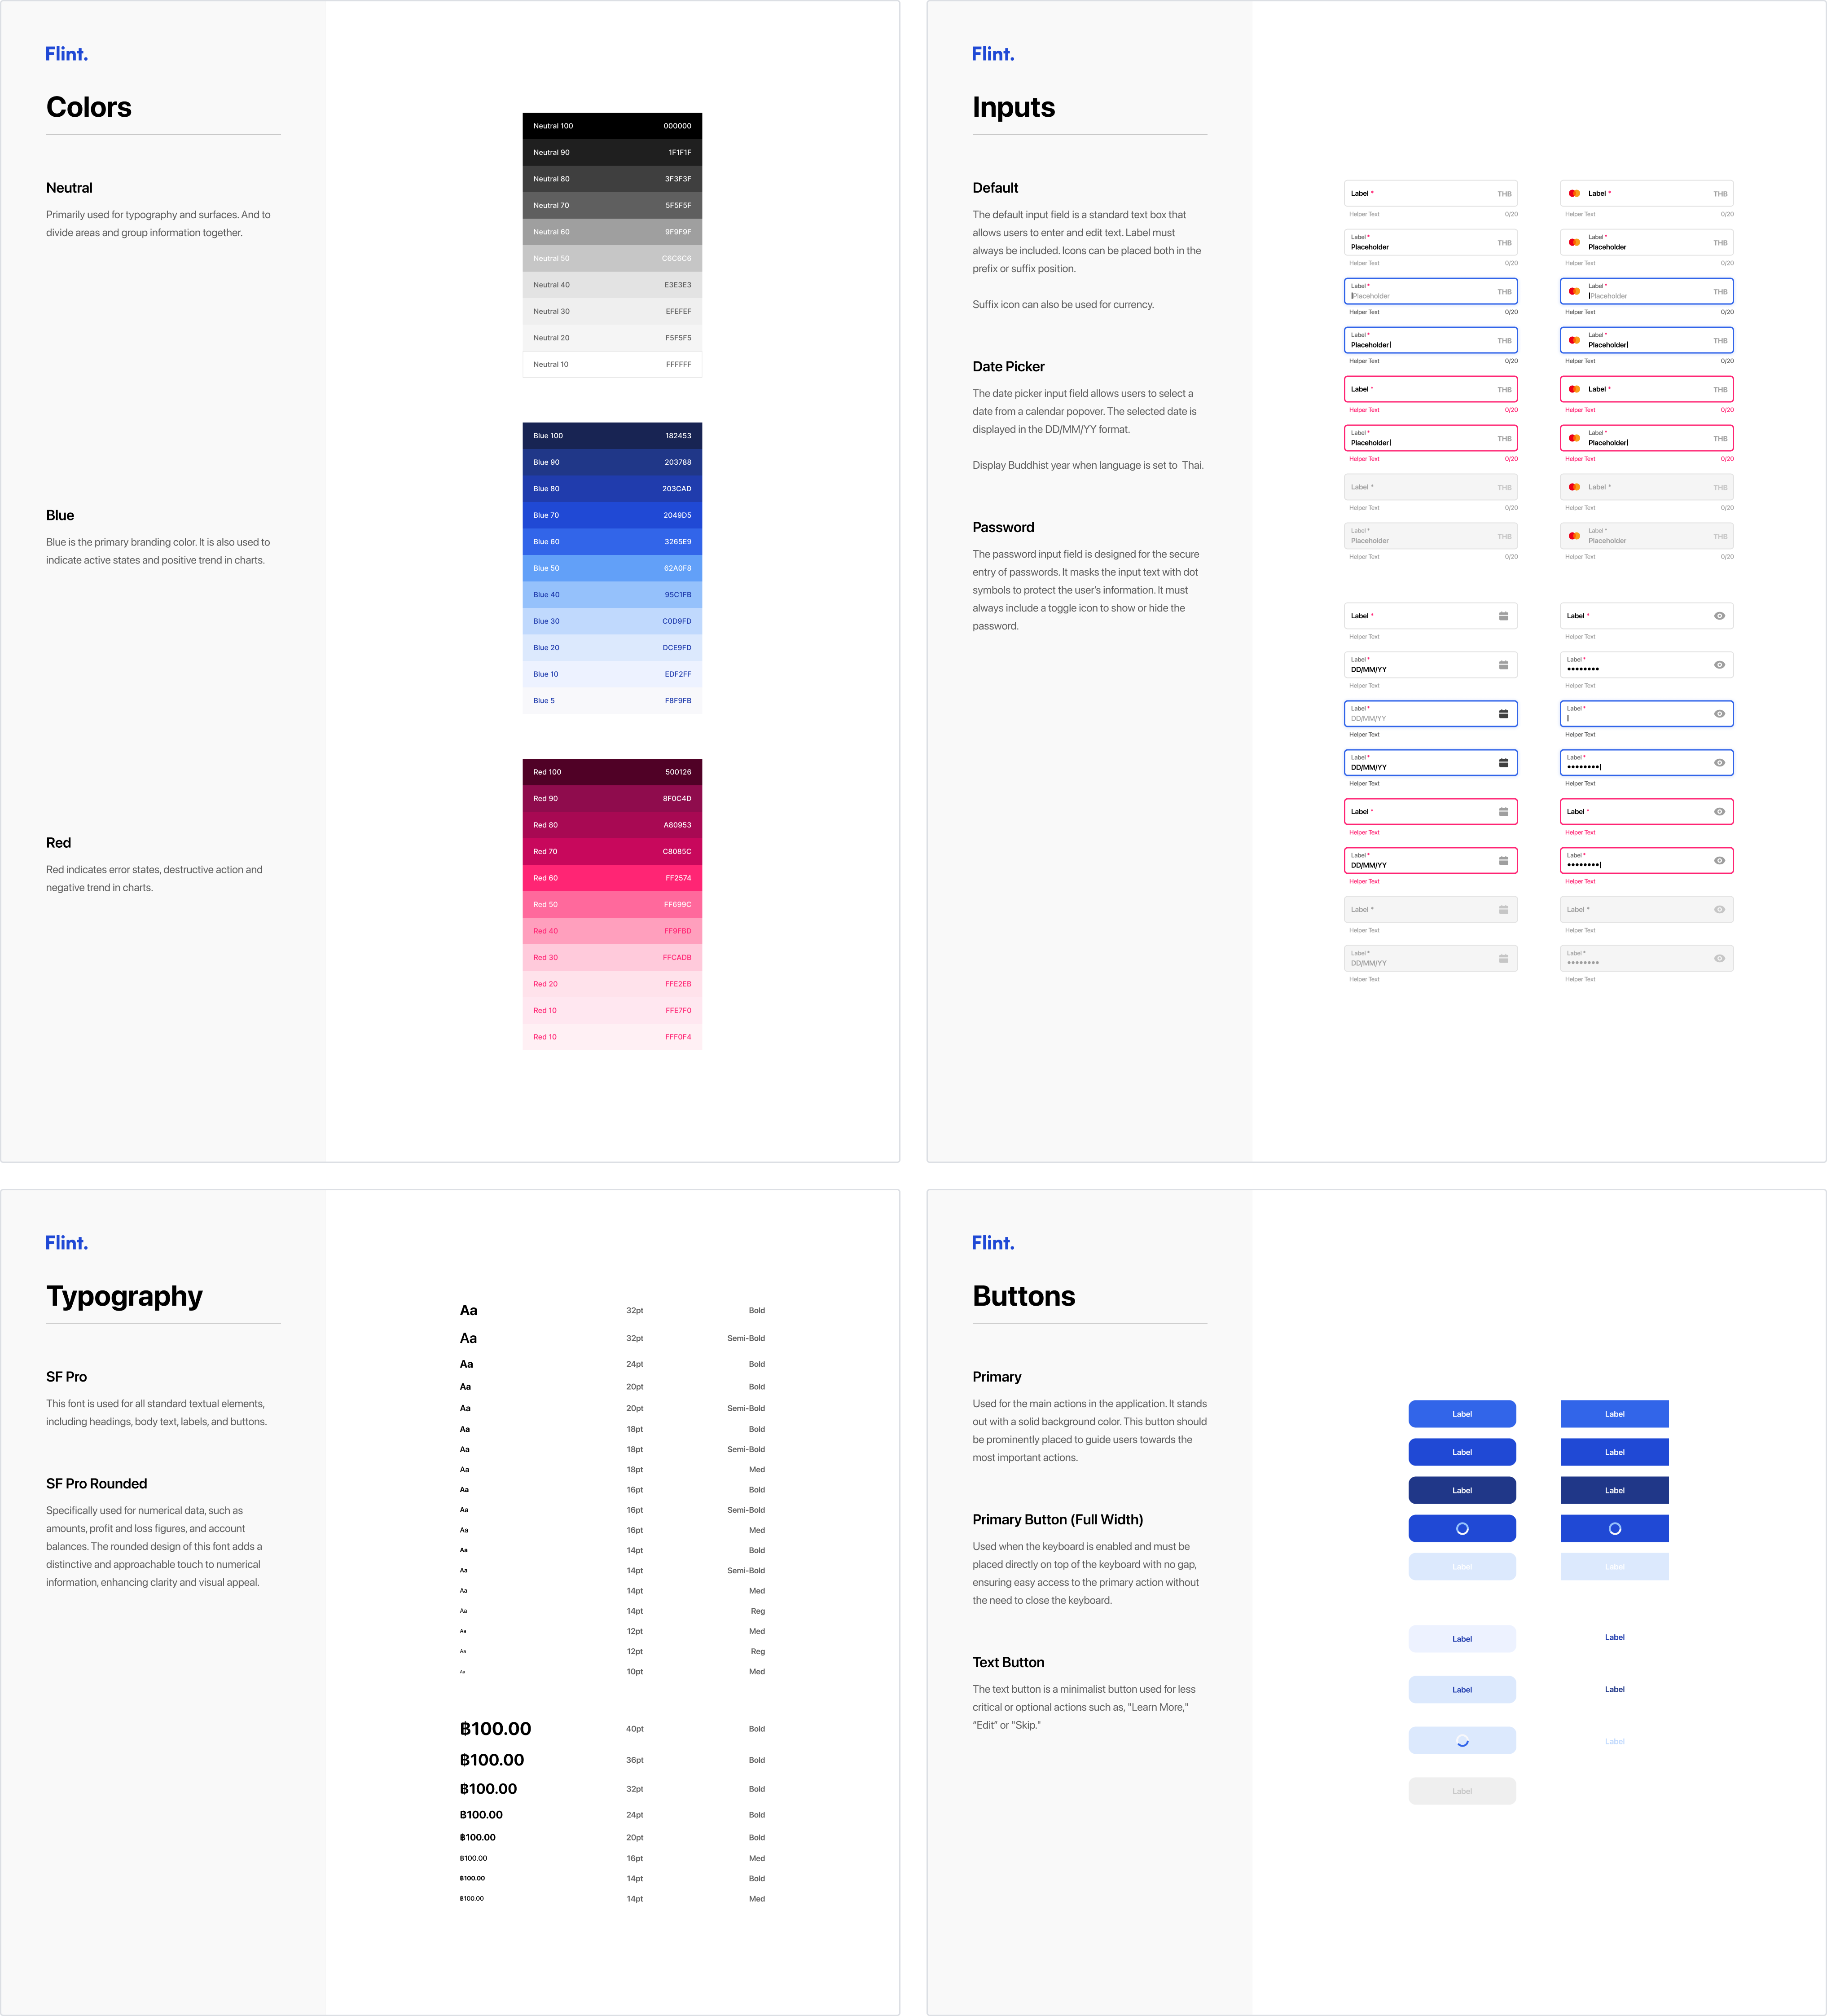 Flint.
Colors
Neutral
Primarily used for typography and surfaces. And to
divide areas and group information together.
Blue
Blue is the primary branding color. It is also used to
indicate active states and positive trend in charts.
Red
Red indicates error states, destructive action and
negative trend in charts.
Neutral 100 000000
Neutral 90 1F1F1F
Neutral 80 3F3F3F
Neutral 70 5F5F5F
Neutral 60 9F9F9F
Neutral 50 C6C6C6
Neutral 40 E3E3E3
Neutral 30 EFEFEF
Neutral 20 F5F5F5
Neutral 10 FFFFFF
Blue 100 182453
Blue 90 203788
Blue 80 203CAD
Blue 70 2049D5
Blue 60 3265E9
Blue 50 62A0F8
Blue 40 95C1FB
Blue 30 C0D9FD
Blue 20 DCE9FD
Blue 10 EDF2FF
Blue 5 F8F9FB
Red 100 500126
Red 90 8F0C4D
Red 80 A80953
Red 70 C8085C
Red 60 FF2574
Red 50 FF699C
Red 40 FF9FBD
Red 30 FFCADB
Red 20 FFE2EB
Red 10 FFE7F0
Red 10 FFF0F4
Flint.
Inputs
Default
The default input field is a standard text box that
allows users to enter and edit text. Label must
always be included. Icons can be placed both in the
prefix or suffix position.
Suffix icon can also be used for currency.
Date Picker
The date picker input field allows users to select a
date from a calendar popover. The selected date is
displayed in the DD/MM/YY format.
Display Buddhist year when language is set to Thai.
Password
The password input field is designed for the secure
entry of passwords. It masks the input text with dot
symbols to protect the user's information. It must
always include a toggle icon to show or hide the
password.
Label * THB
Helper Text 0/20
Label *
Placeholder THB
Helper Text 0/20
Label *
Placeholder THB
Helper Text 0/20
Label *
Placeholder THB
Helper Text 0/20
Label * THB
Helper Text 0/20
Label *
Placeholder THB
Helper Text 0/20
Label * THB
Helper Text 0/20
Label *
Placeholder THB
Helper Text 0/20
Label * THB
Helper Text 0/20
Label *
Placeholder THB
Helper Text 0/20
Label *
Placeholder THB
Helper Text 0/20
Label *
Placeholder THB
Helper Text 0/20
Label * THB
Helper Text 0/20
Label *
Placeholder THB
Helper Text 0/20
Label * THB
Helper Text 0/20
Label *
Placeholder THB
Helper Text 0/20
Label *
Helper Text
Label *
DD/MM/YY
Helper Text
Label *
DD/MM/YY
Helper Text
Label *
DD/MM/YY
Helper Text
Label *
Helper Text
Label *
DD/MM/YY
Helper Text
Label *
Helper Text
Label *
DD/MM/YY
Helper Text
Label *
Helper Text
Label *
••••••••
Helper Text
Label *
Helper Text
Label *
••••••••
Helper Text
Label *
Helper Text
Label *
••••••••
Helper Text
Label *
Helper Text
Label *
••••••••
Helper Text
Flint.
Typography
SF Pro
This font is used for all standard textual elements,
including headings, body text, labels, and buttons.
SF Pro Rounded
Specifically used for numerical data, such as
amounts, profit and loss figures, and account
balances. The rounded design of this font adds a
distinctive and approachable touch to numerical
information, enhancing clarity and visual appeal.
Aa 32pt Bold
Aa 32pt Semi-Bold
Aa 24pt Bold
Aa 20pt Bold
Aa 20pt Semi-Bold
Aa 18pt Bold
Aa 18pt Semi-Bold
Aa 18pt Med
Aa 16pt Bold
Aa 16pt Semi-Bold
Aa 16pt Med
Aa 14pt Bold
Aa 14pt Semi-Bold
Aa 14pt Med
Aa 14pt Reg
Aa 12pt Med
Aa 12pt Reg
Aa 10pt Med
฿100.00 40pt Bold
฿100.00 36pt Bold
฿100.00 32pt Bold
฿100.00 24pt Bold
฿100.00 20pt Bold
฿100.00 16pt Med
฿100.00 14pt Bold
฿100.00 14pt Med
Flint.
Buttons
Primary
Used for the main actions in the application. It stands
out with a solid background color. This button should
be prominently placed to guide users towards the
most important actions.
Primary Button (Full Width)
Used when the keyboard is enabled and must be
placed directly on top of the keyboard with no gap,
ensuring easy access to the primary action without
the need to close the keyboard.
Text Button
The text button is a minimalist button used for less
critical or optional actions such as, "Learn More,"
"Edit" or "Skip."
Label Label
Label Label
Label Label
Label Label
Label Label
Label Label
Label
Label